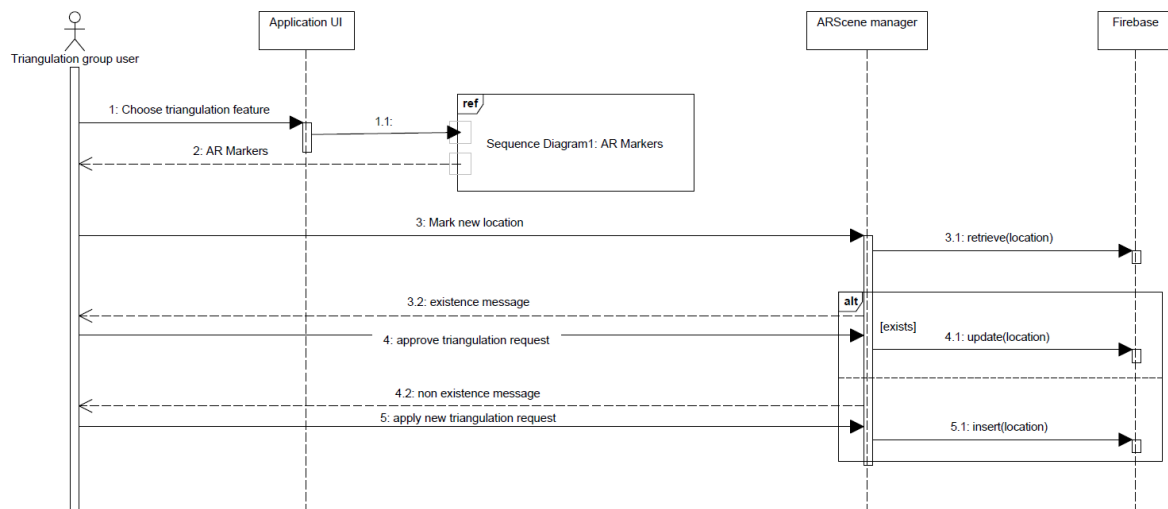 Application UI
ARScene manager
Firebase
Triangulation group user
ref
1: Choose triangulation feature
1.1:
Sequence Diagram1: AR Markers
2: AR Markers
3: Mark new location
3.1: retrieve(location)
alt
3.2: existence message
[exists]
4: approve triangulation request
4.1: update(location)
4.2: non existence message
5: apply new triangulation request
5.1: insert(location)